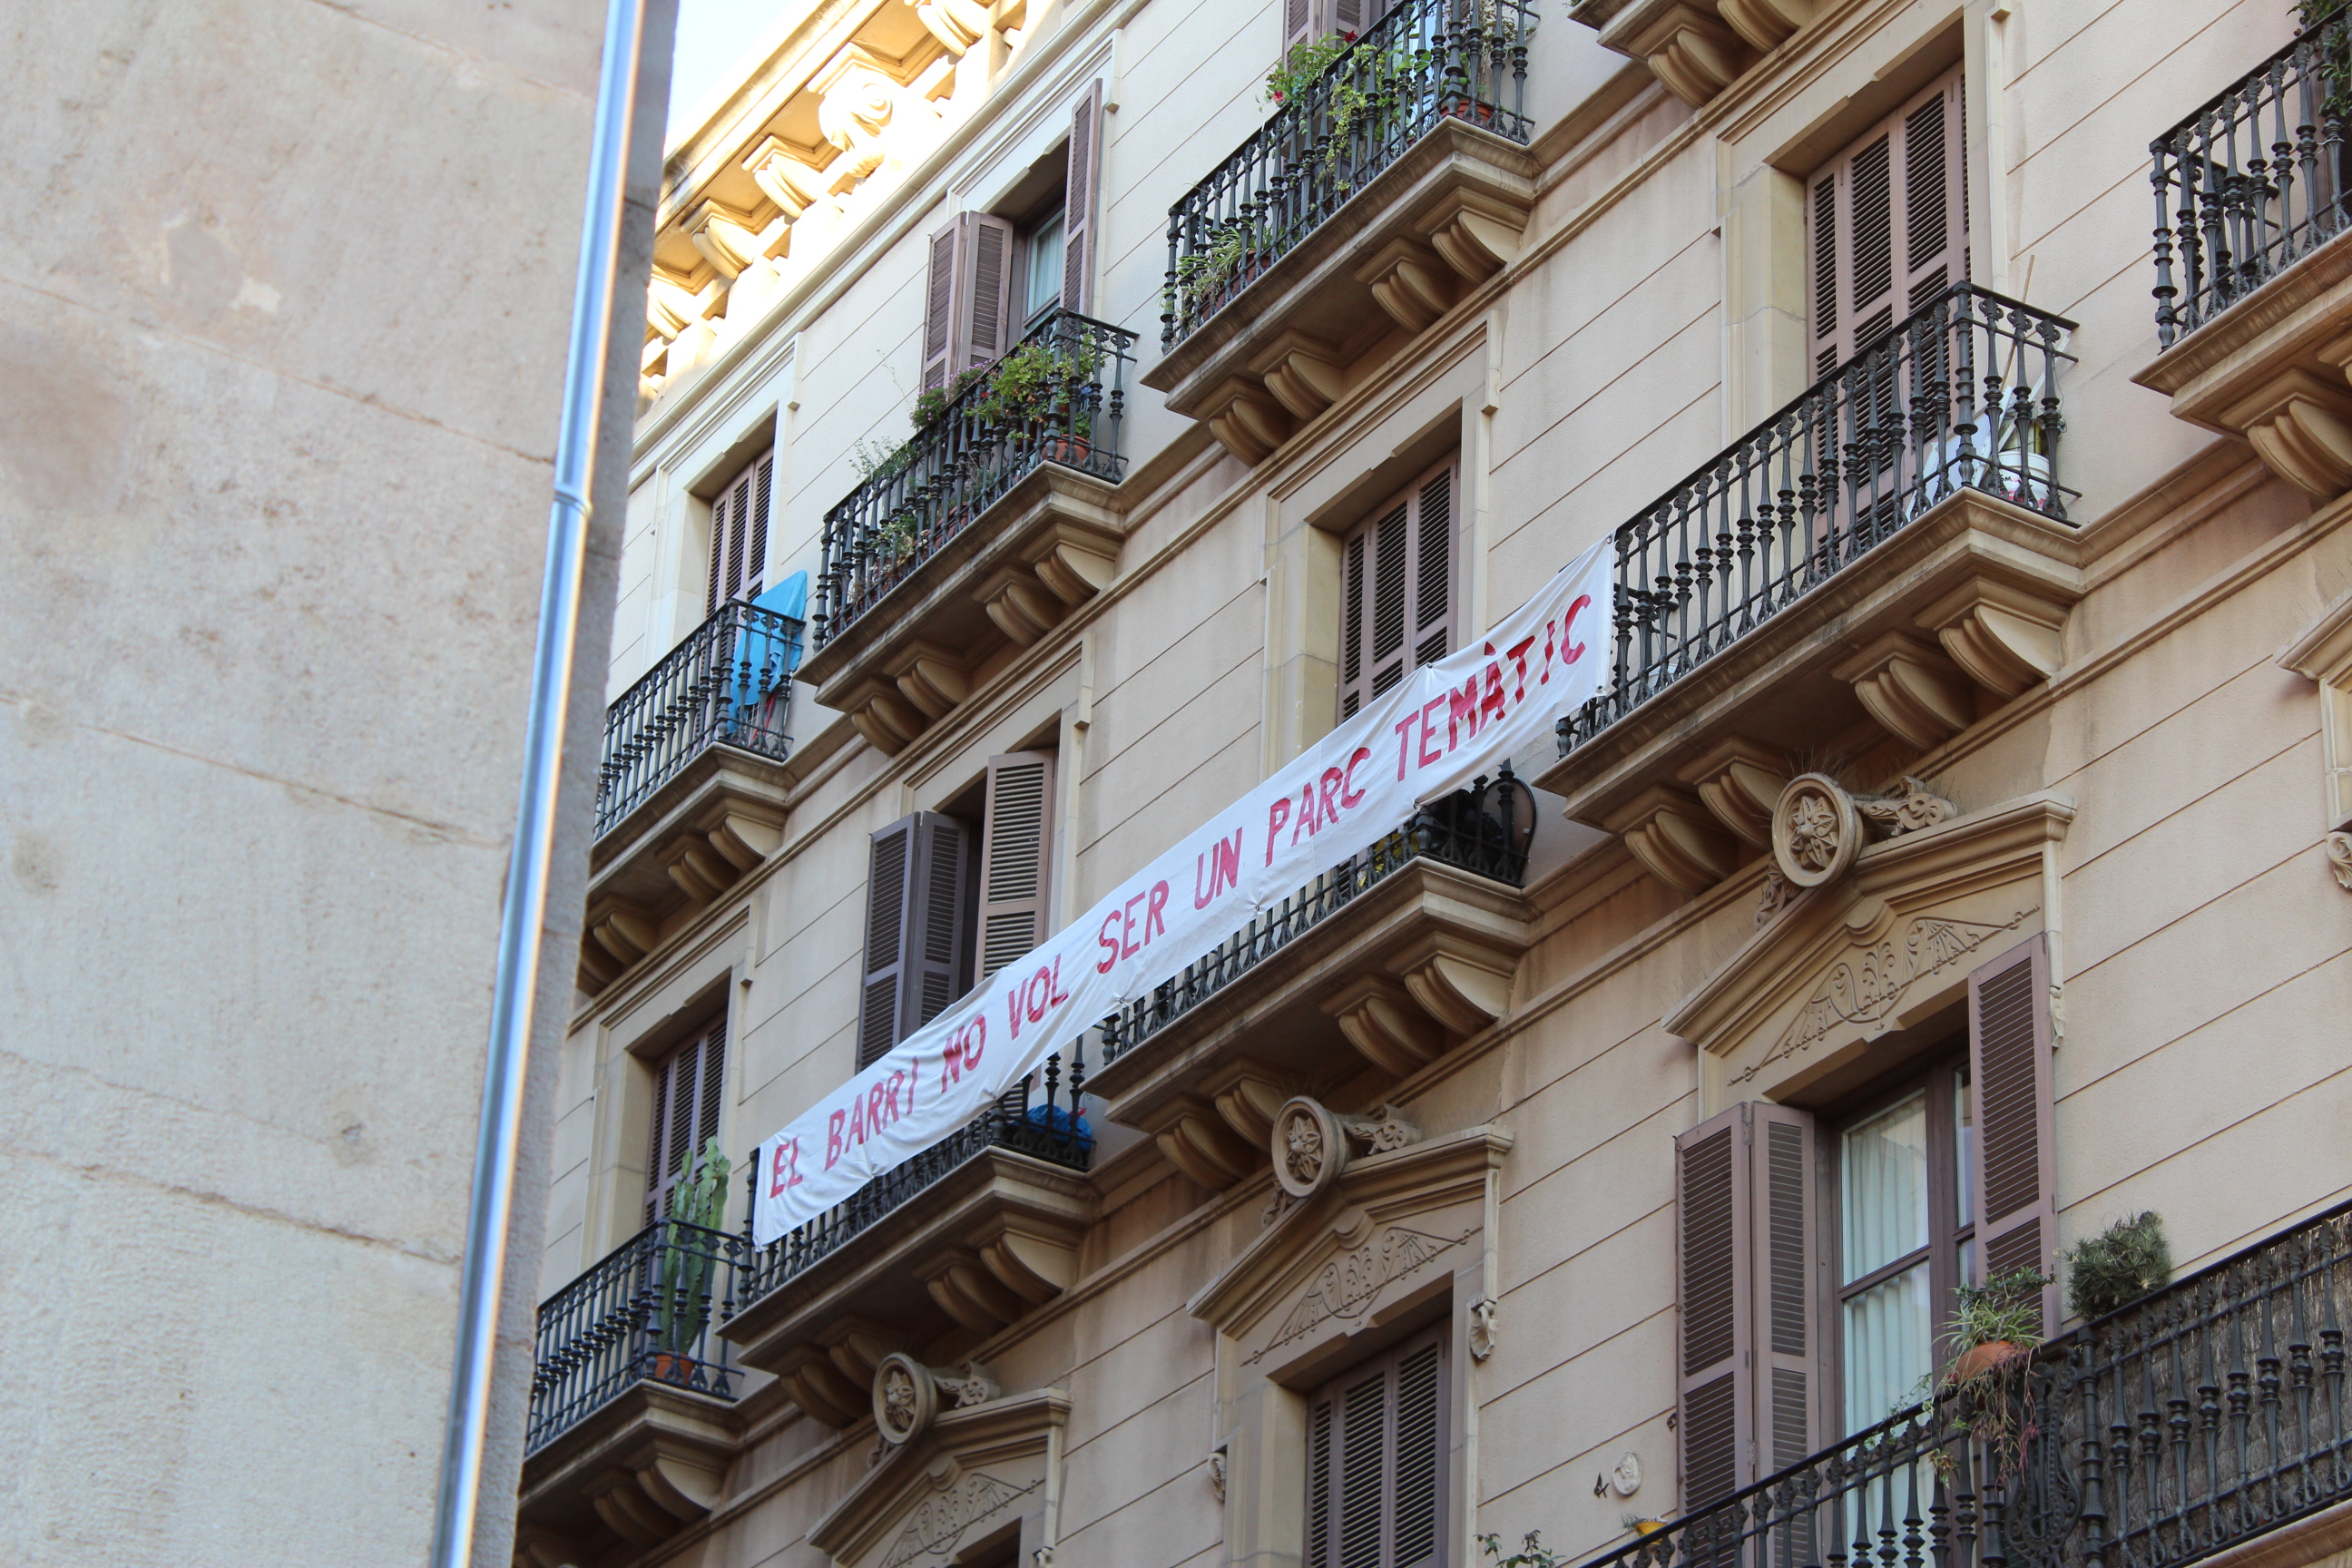 EL BARRI NO VOL SER UN PARC TEMÀTIC